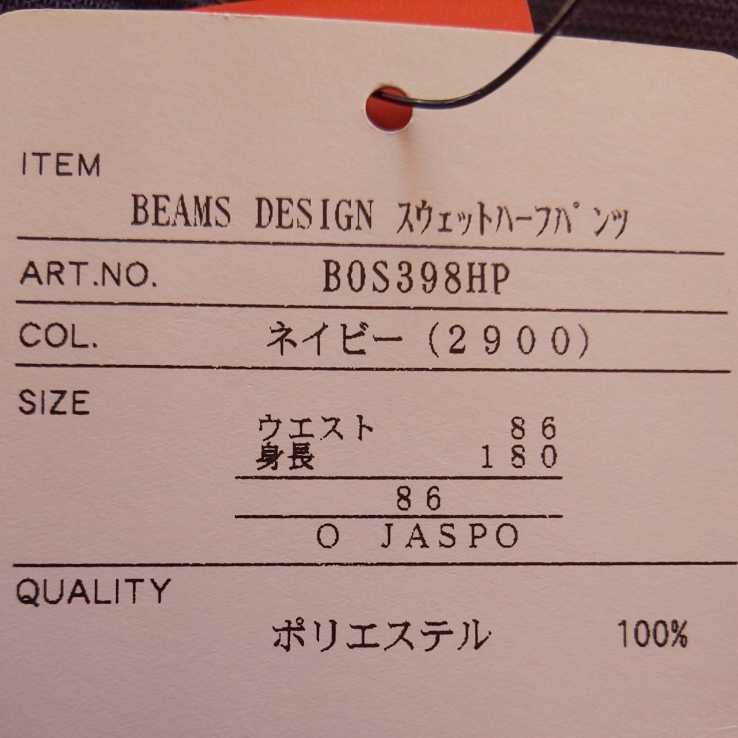 ITEM
BEAMS DESIGN スウェットハーフパンツ
ART.NO. BOS398HP
COL. ネイビー(2900)
SIZE
ウエスト 86
身長 180
86
O JASPO
QUALITY
ポリエステル 100%